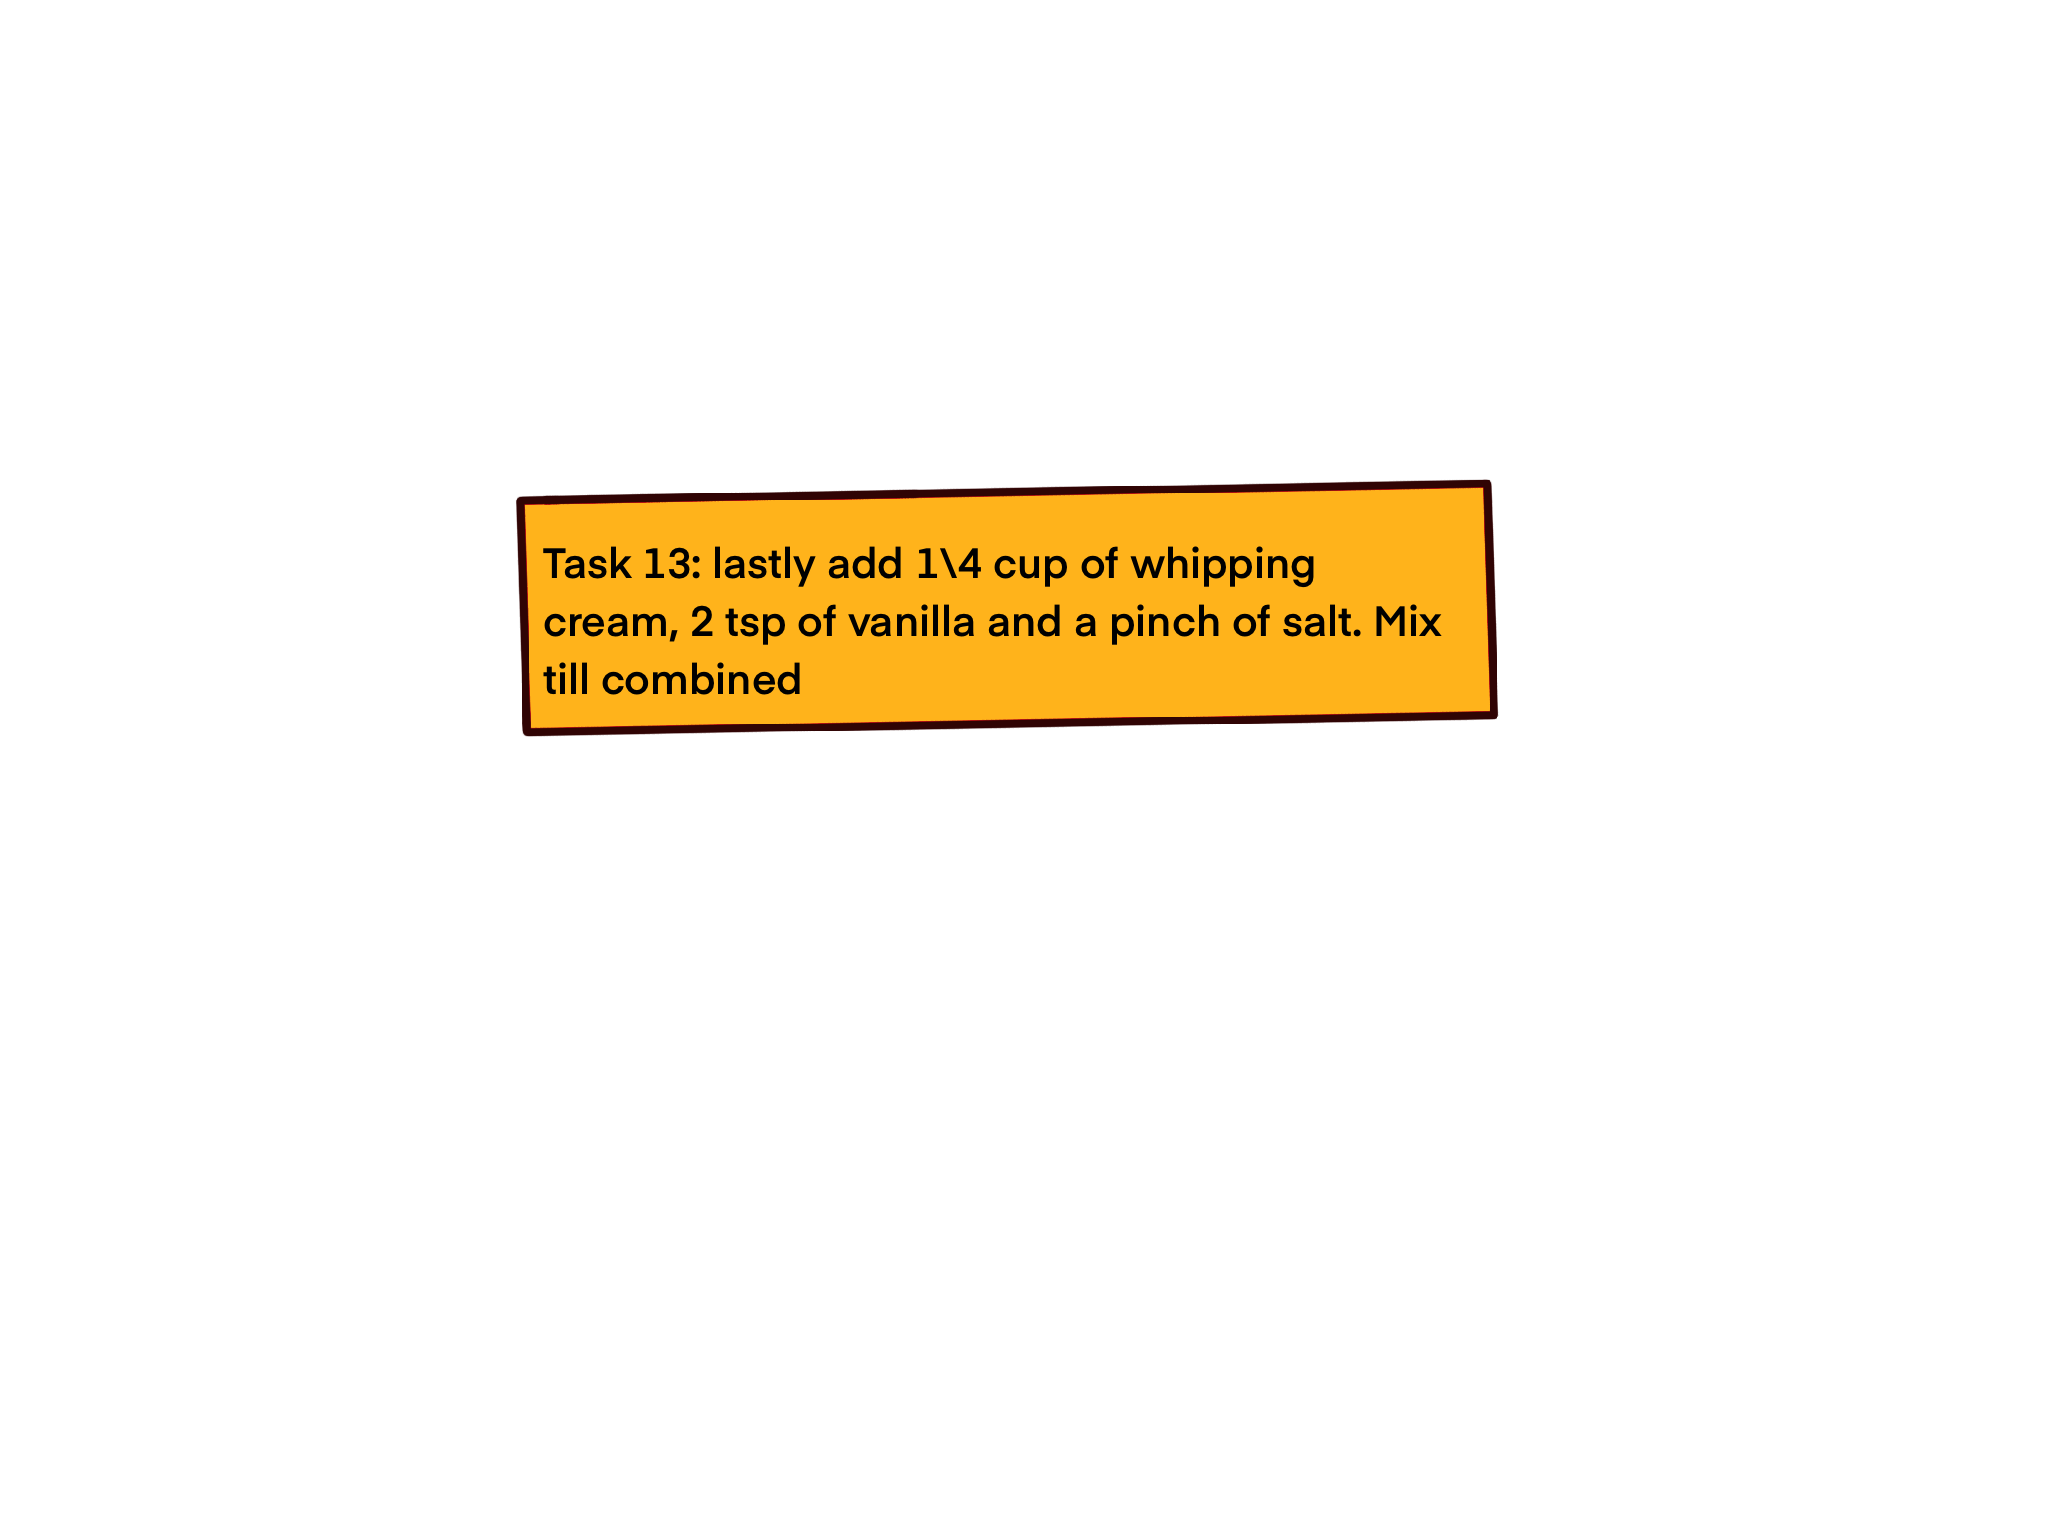 Task 13: lastly add 1\4 cup of whipping
cream, 2 tsp of vanilla and a pinch of salt. Mix
till combined